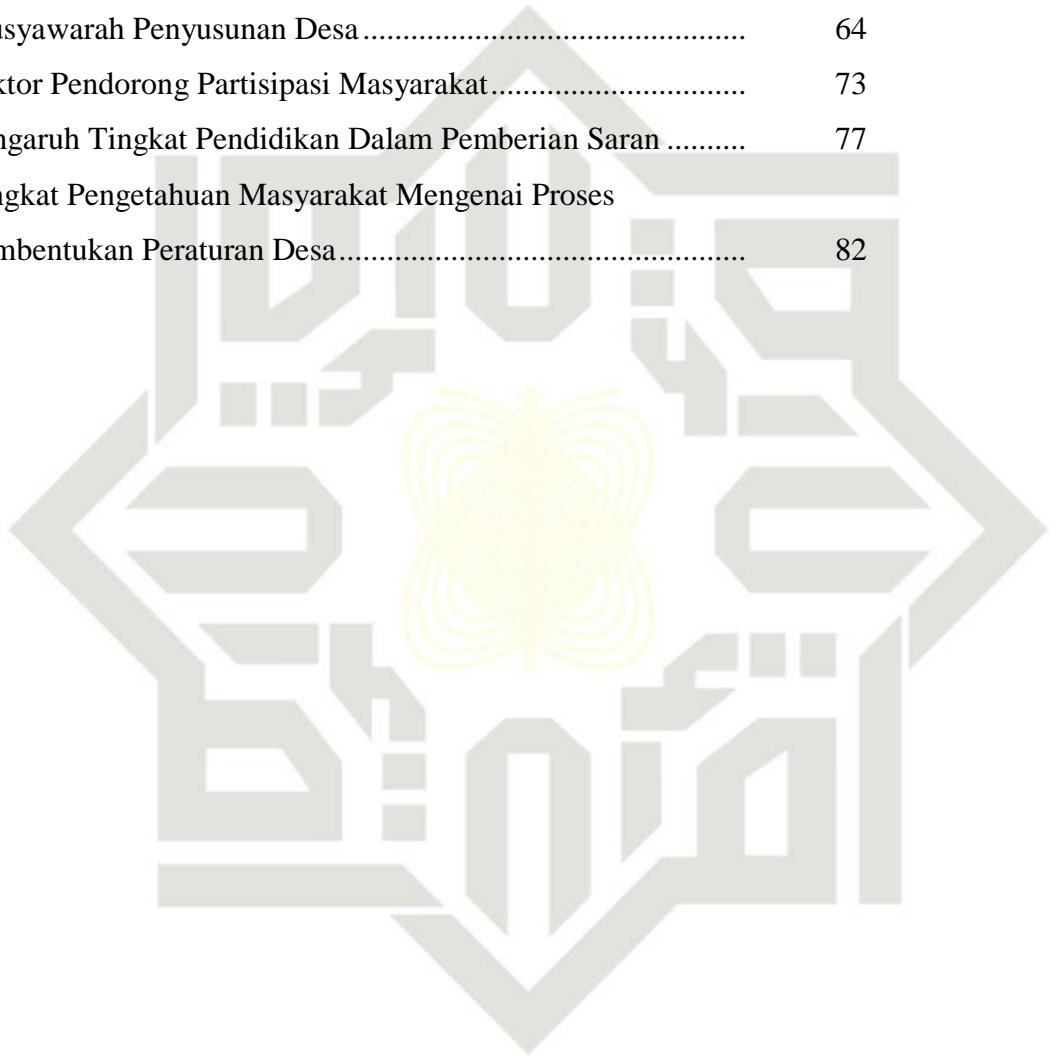 usyawarah Penyusunan Desa ................................................ 64
ktor Pendorong Partisipasi Masyarakat................................ 73
ngaruh Tingkat Pendidikan Dalam Pemberian Saran .......... 77
ngkat Pengetahuan Masyarakat Mengenai Proses
mbentukan Peraturan Desa................................................... 82